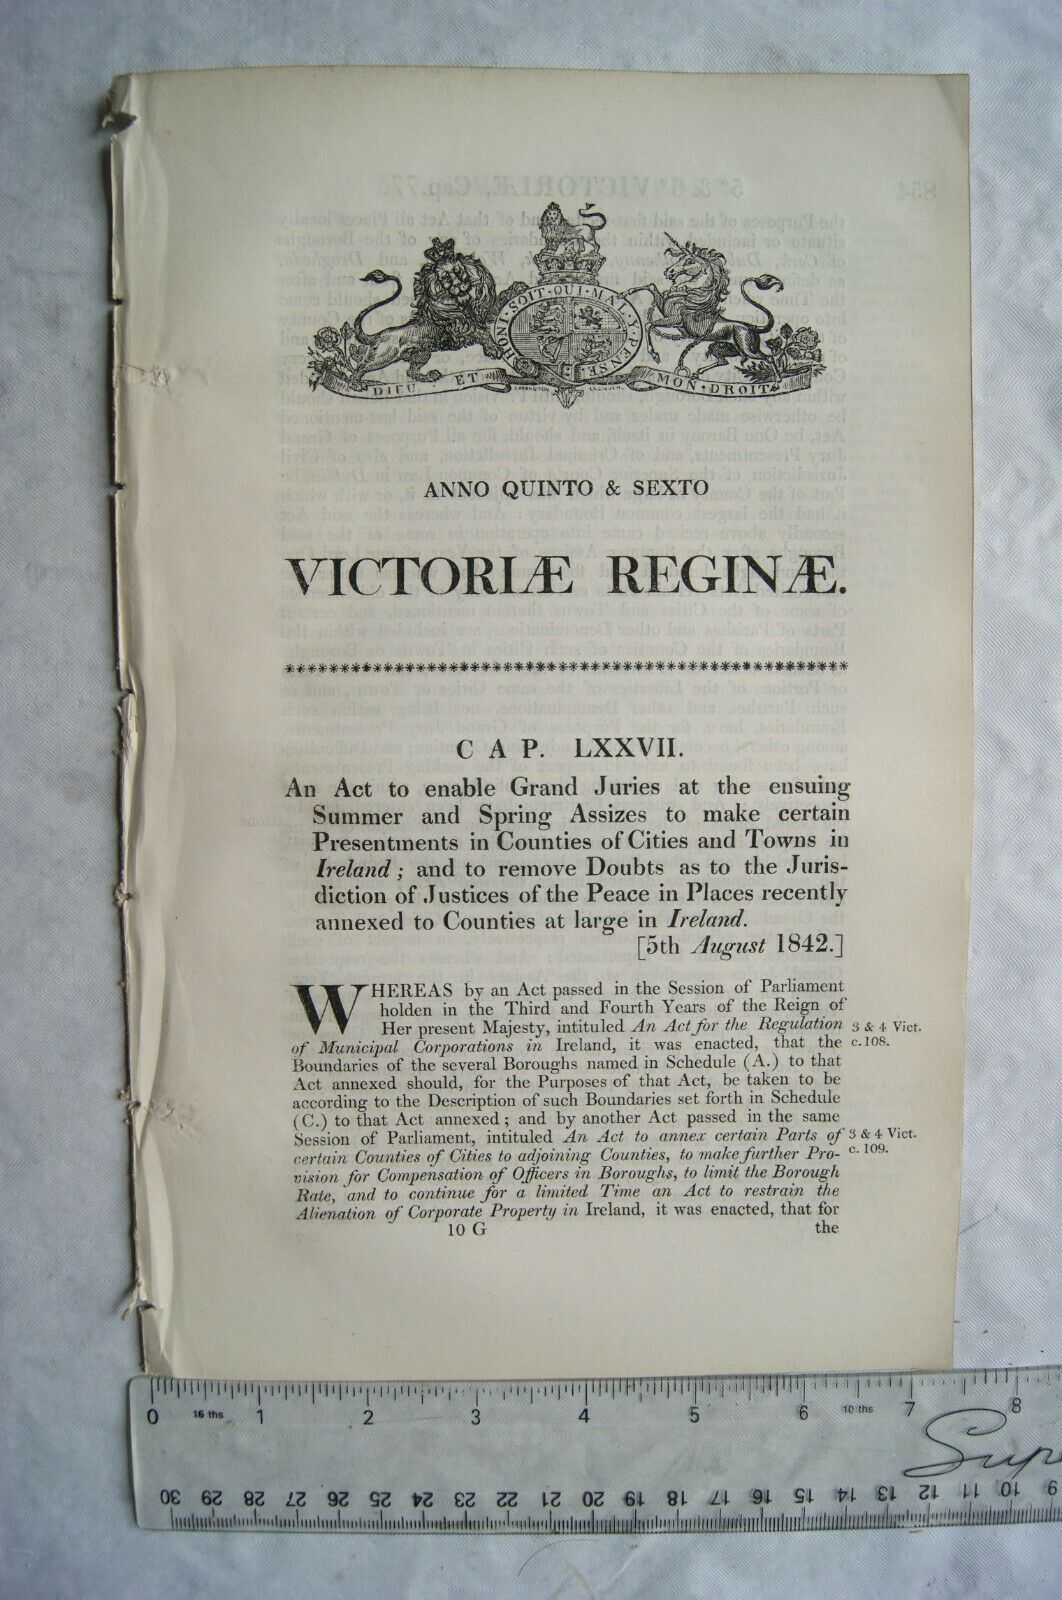 HONI · SOIT · QUI · MAL · Y · PENSE
DIEU ET MON · DROIT
ANNO QUINTO & SEXTO
VICTORIÆ REGINÆ.
CAP. LXXVII.
An Act to enable Grand Juries at the ensuing
Summer and Spring Assizes to make certain
Presentments in Counties of Cities and Towns in
Ireland; and to remove Doubts as to the Juris-
diction of Justices of the Peace in Places recently
annexed to Counties at large in Ireland.
[5th August 1842.]
WHEREAS by an Act passed in the Session of Parliament
holden in the Third and Fourth Years of the Reign of
Her present Majesty, intituled An Act for the Regulation
3 & 4 Vict.
of Municipal Corporations in Ireland, it was enacted, that the
c. 108.
Boundaries of the several Boroughs named in Schedule (A.) to that
Act annexed should, for the Purposes of that Act, be taken to be
according to the Description of such Boundaries set forth in Schedule
(C.) to that Act annexed; and by another Act passed in the same
Session of Parliament, intituled An Act to annex certain Parts of
3 & 4 Vict.
certain Counties of Cities to adjoining Counties, to make further Pro-
c. 109.
vision for Compensation of Officers in Boroughs, to limit the Borough
Rate, and to continue for a limited Time an Act to restrain the
Alienation of Corporate Property in Ireland, it was enacted, that for
10 G
the
0 16 ths 1 2 3 4 5 6 10 ths 7 8
30 29 28 27 26 25 24 23 22 21 20 19 18 17 16 15 14 13 12 11 10 9